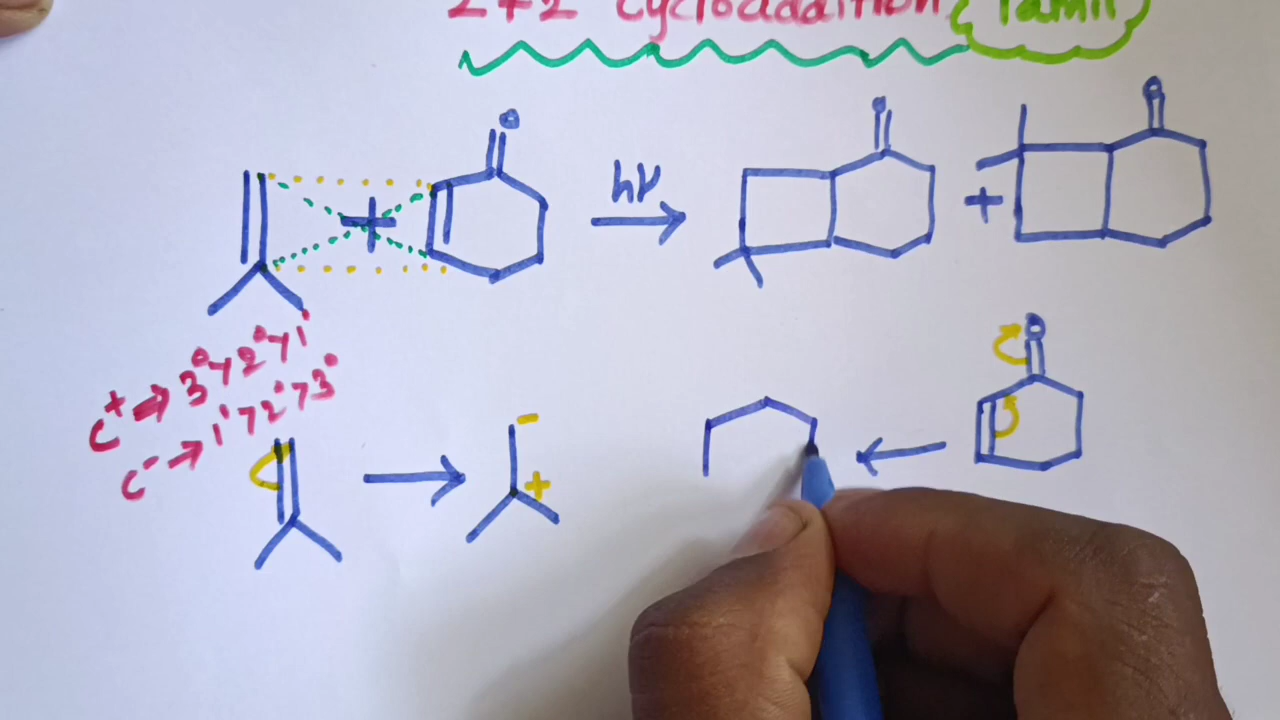 2+2 cycloaddition Tamil
hν
+ +
C⁺ → 3°>2°>1°
C⁻ → 1°>2°>3°
−
+